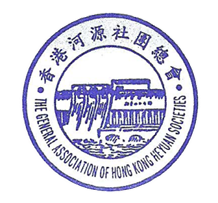 香港河源社團總會
THE GENERAL ASSOCIATION OF HONG KONG HEYUAN SOCIETIES